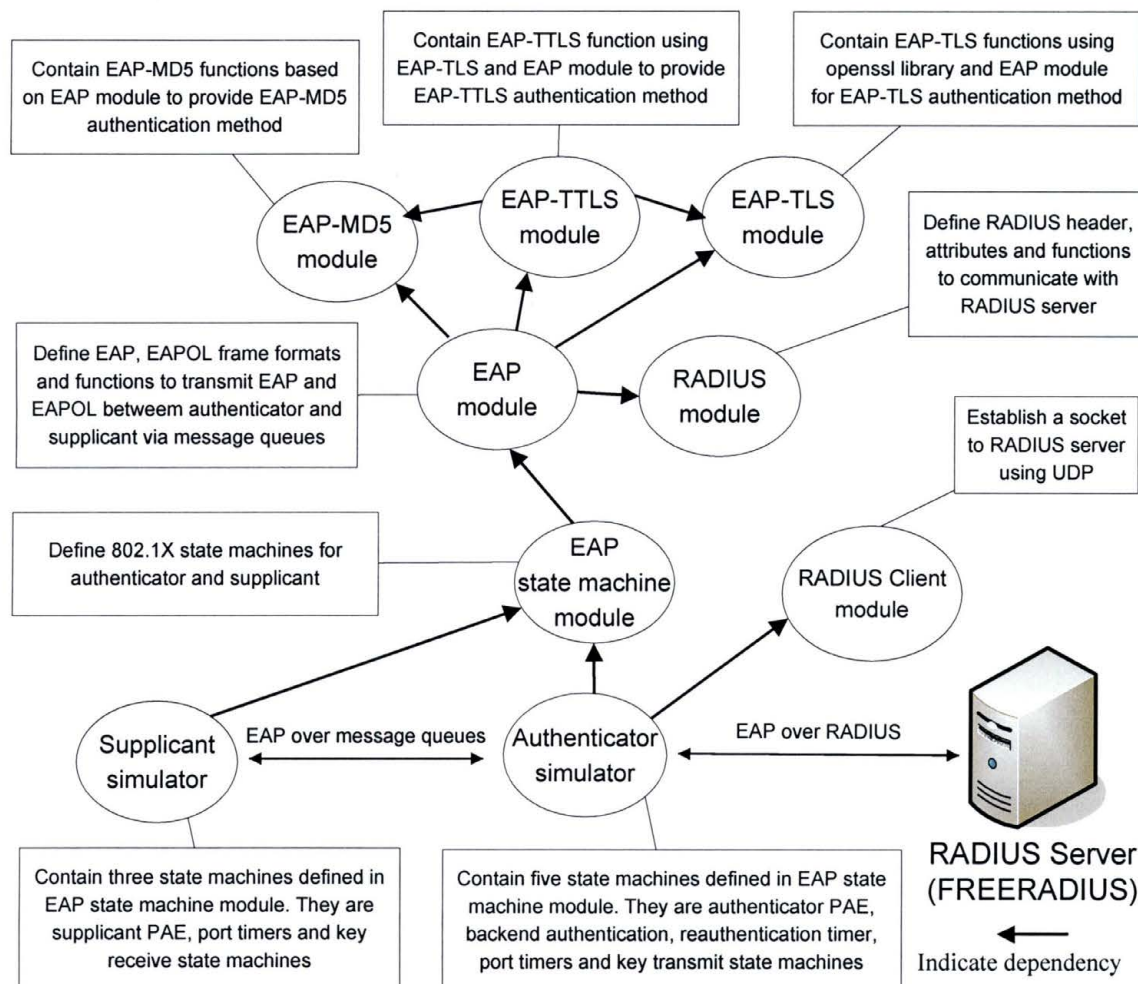 Contain EAP-MD5 functions based
on EAP module to provide EAP-MD5
authentication method
Contain EAP-TTLS function using
EAP-TLS and EAP module to provide
EAP-TTLS authentication method
Contain EAP-TLS functions using
openssl library and EAP module
for EAP-TLS authentication method
EAP-MD5
module
EAP-TTLS
module
EAP-TLS
module
Define RADIUS header,
attributes and functions
to communicate with
RADIUS server
Define EAP, EAPOL frame formats
and functions to transmit EAP and
EAPOL betweem authenticator and
supplicant via message queues
EAP
module
RADIUS
module
Establish a socket
to RADIUS server
using UDP
Define 802.1X state machines for
authenticator and supplicant
EAP
state machine
module
RADIUS Client
module
Supplicant
simulator
EAP over message queues
Authenticator
simulator
EAP over RADIUS
RADIUS Server
(FREERADIUS)
Contain three state machines defined in
EAP state machine module. They are
supplicant PAE, port timers and key
receive state machines
Contain five state machines defined in EAP state
machine module. They are authenticator PAE,
backend authentication, reauthentication timer,
port timers and key transmit state machines
Indicate dependency